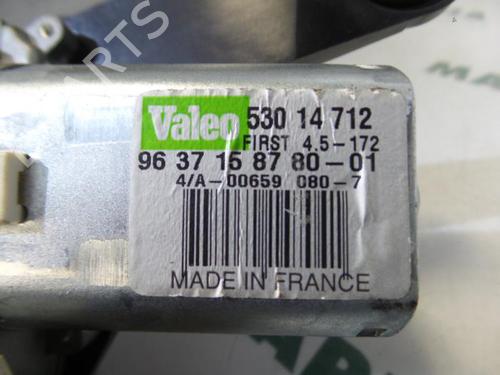 Valeo 530 14 712
FIRST 4.5-172
96 37 15 87 80-01
4/A-00659 080-7
MADE IN FRANCE
PARTS